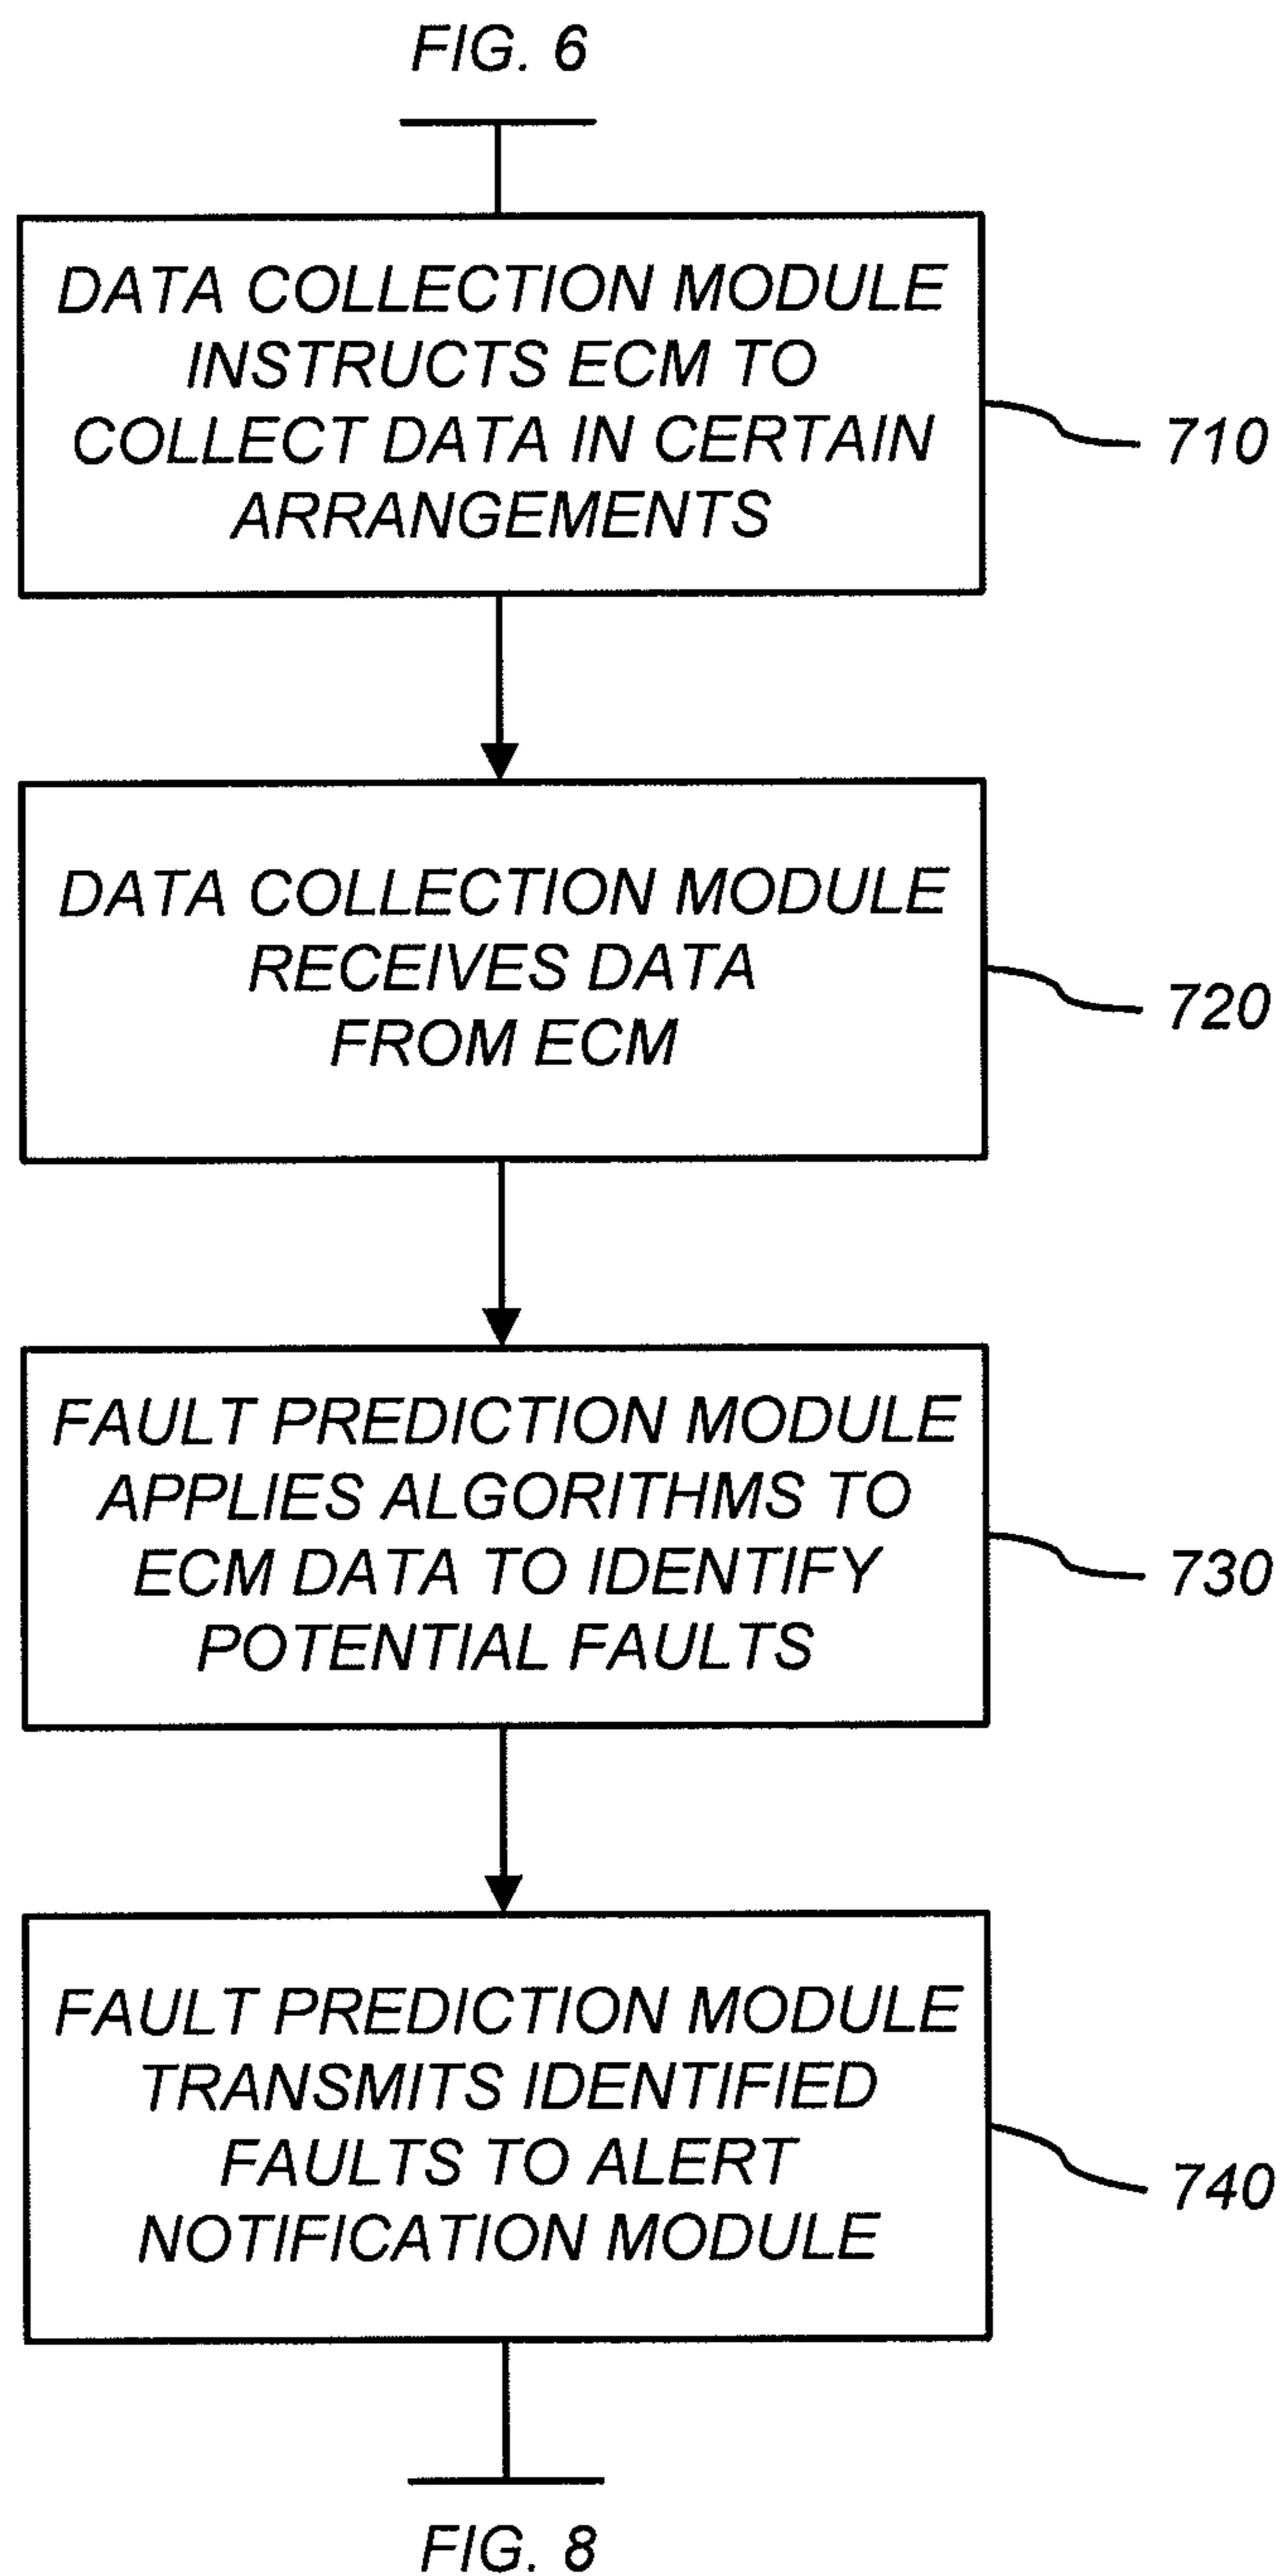 FIG. 6
DATA COLLECTION MODULE
INSTRUCTS ECM TO
COLLECT DATA IN CERTAIN
ARRANGEMENTS
710
DATA COLLECTION MODULE
RECEIVES DATA
FROM ECM
720
FAULT PREDICTION MODULE
APPLIES ALGORITHMS TO
ECM DATA TO IDENTIFY
POTENTIAL FAULTS
730
FAULT PREDICTION MODULE
TRANSMITS IDENTIFIED
FAULTS TO ALERT
NOTIFICATION MODULE
740
FIG. 8